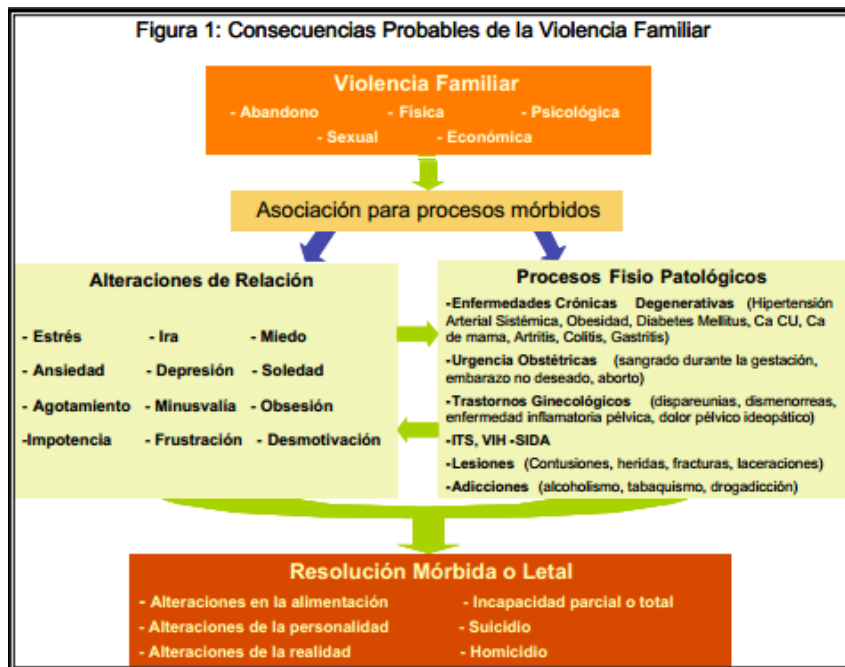 Figura 1: Consecuencias Probables de la Violencia Familiar
Violencia Familiar
- Abandono - Física - Psicológica
- Sexual - Económica
Asociación para procesos mórbidos
Alteraciones de Relación
- Estrés - Ira - Miedo
- Ansiedad - Depresión - Soledad
- Agotamiento - Minusvalía - Obsesión
-Impotencia - Frustración - Desmotivación
Procesos Fisio Patológicos
-Enfermedades Crónicas Degenerativas (Hipertensión
Arterial Sistémica, Obesidad, Diabetes Mellitus, Ca CU, Ca
de mama, Artritis, Colitis, Gastritis)
-Urgencia Obstétricas (sangrado durante la gestación,
embarazo no deseado, aborto)
-Trastornos Ginecológicos (dispareunias, dismenorreas,
enfermedad inflamatoria pélvica, dolor pélvico ideopático)
-ITS, VIH -SIDA
-Lesiones (Contusiones, heridas, fracturas, laceraciones)
-Adicciones (alcoholismo, tabaquismo, drogadicción)
Resolución Mórbida o Letal
- Alteraciones en la alimentación - Incapacidad parcial o total
- Alteraciones de la personalidad - Suicidio
- Alteraciones de la realidad - Homicidio